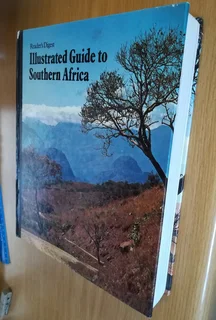 Reader's Digest
Illustrated Guide to
Southern Africa